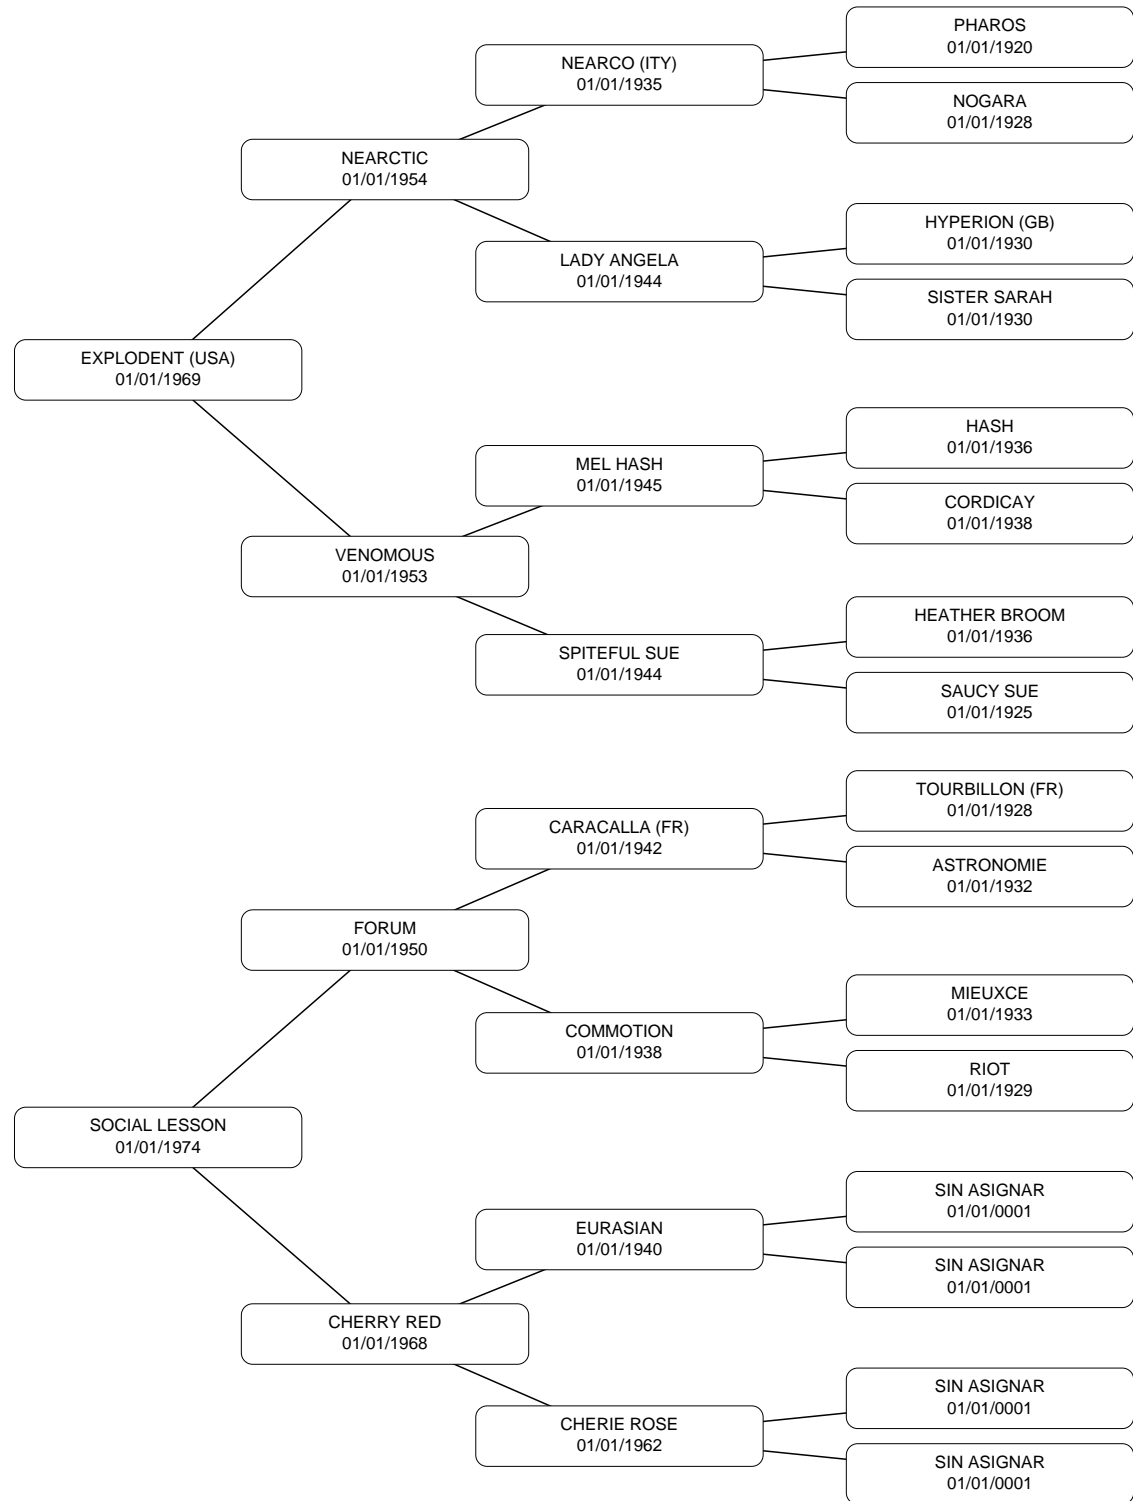 PHAROS
01/01/1920
NEARCO (ITY)
01/01/1935
NOGARA
01/01/1928
NEARCTIC
01/01/1954
HYPERION (GB)
01/01/1930
LADY ANGELA
01/01/1944
SISTER SARAH
01/01/1930
EXPLODENT (USA)
01/01/1969
HASH
01/01/1936
MEL HASH
01/01/1945
CORDICAY
01/01/1938
VENOMOUS
01/01/1953
HEATHER BROOM
01/01/1936
SPITEFUL SUE
01/01/1944
SAUCY SUE
01/01/1925
TOURBILLON (FR)
01/01/1928
CARACALLA (FR)
01/01/1942
ASTRONOMIE
01/01/1932
FORUM
01/01/1950
MIEUXCE
01/01/1933
COMMOTION
01/01/1938
RIOT
01/01/1929
SOCIAL LESSON
01/01/1974
SIN ASIGNAR
01/01/0001
EURASIAN
01/01/1940
SIN ASIGNAR
01/01/0001
CHERRY RED
01/01/1968
SIN ASIGNAR
01/01/0001
CHERIE ROSE
01/01/1962
SIN ASIGNAR
01/01/0001